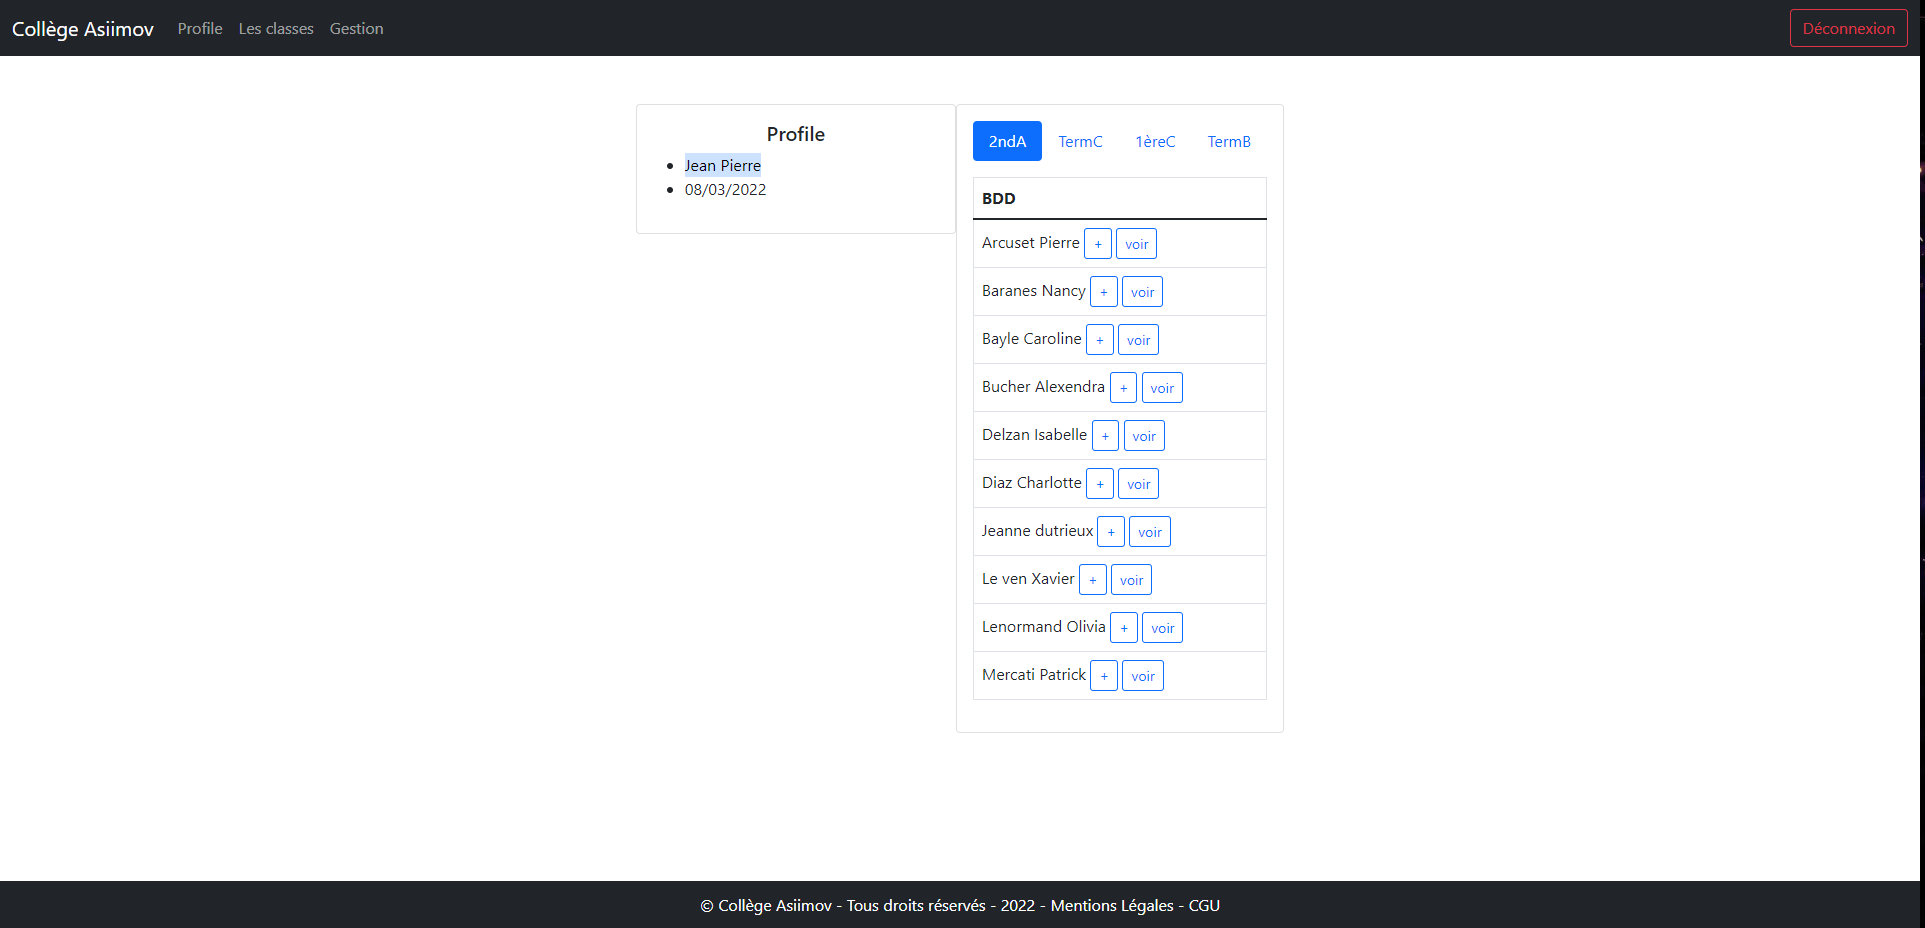 Collège Asiimov Profile Les classes Gestion Déconnexion
Profile
Jean Pierre
08/03/2022
2ndA TermC 1èreC TermB
BDD
Arcuset Pierre + voir
Baranes Nancy + voir
Bayle Caroline + voir
Bucher Alexendra + voir
Delzan Isabelle + voir
Diaz Charlotte + voir
Jeanne dutrieux + voir
Le ven Xavier + voir
Lenormand Olivia + voir
Mercati Patrick + voir
© Collège Asiimov - Tous droits réservés - 2022 - Mentions Légales - CGU